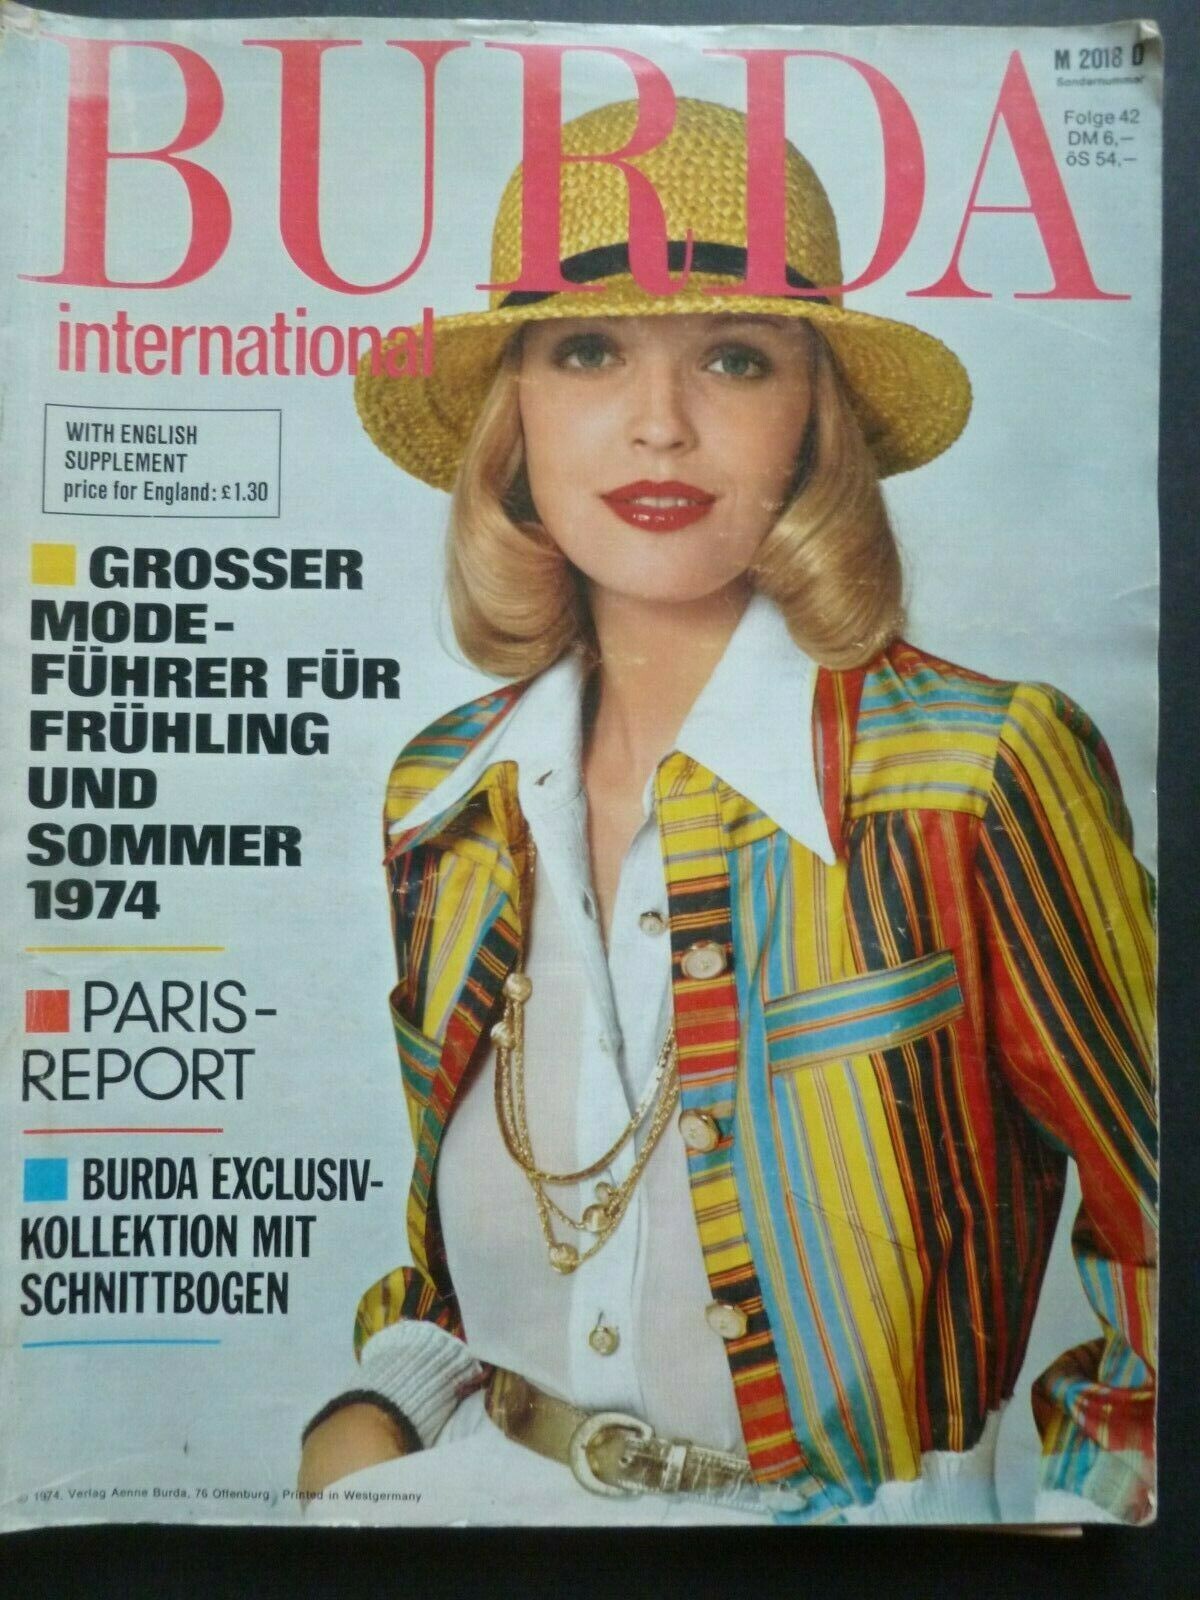 BURDA
international
M 2018 D
Sondernummer
Folge 42
DM 6,—
öS 54,—
WITH ENGLISH
SUPPLEMENT
price for England: £1.30
GROSSER
MODE-
FÜHRER FÜR
FRÜHLING
UND
SOMMER
1974
PARIS-
REPORT
BURDA EXCLUSIV-
KOLLEKTION MIT
SCHNITTBOGEN
© 1974. Verlag Aenne Burda, 76 Offenburg Printed in Westgermany